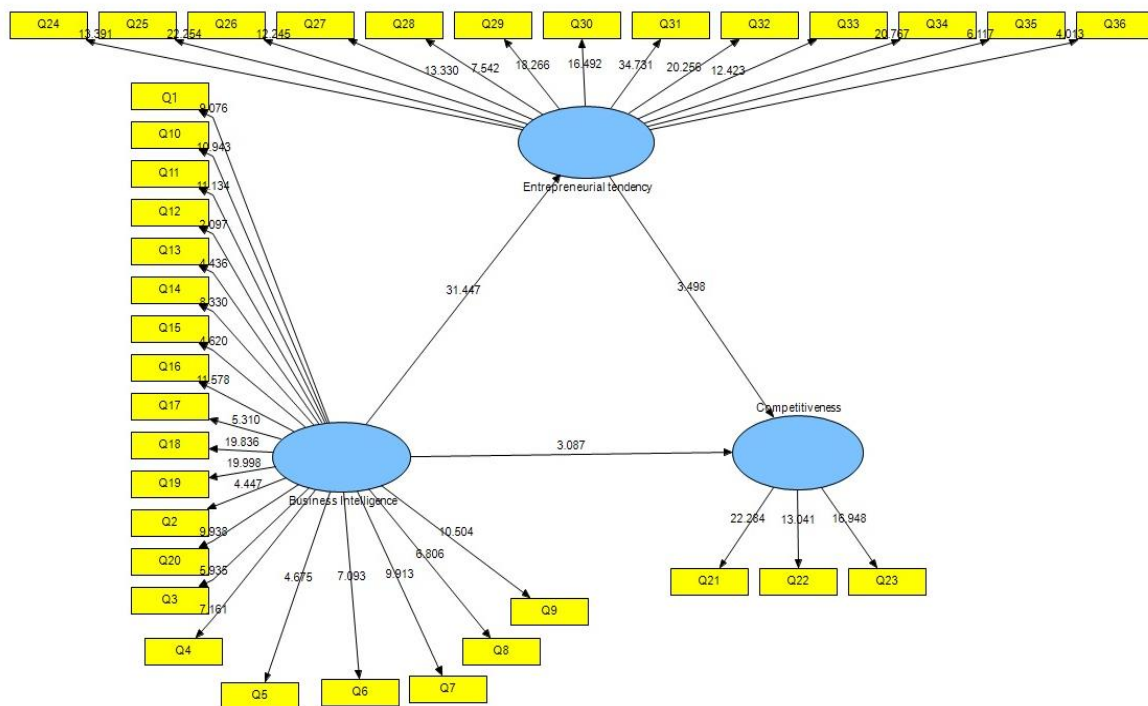 Q24
Q25
Q26
Q27
Q28
Q29
Q30
Q31
Q32
Q33
Q34
Q35
Q36
13.391
22.254
12.245
13.330
7.542
18.266
16.492
34.731
20.256
12.423
20.767
6.117
4.013
Entrepreneurial tendency
Q1
9.076
Q10
10.943
Q11
11.134
Q12
2.097
Q13
4.436
Q14
8.330
Q15
4.620
Q16
11.578
Q17
5.310
Q18
19.836
Q19
19.998
Q2
4.447
Q20
9.938
Q3
5.935
Q4
7.161
Business Intelligence
31.447
3.498
3.087
Competitiveness
22.284
13.041
16.948
Q21
Q22
Q23
4.675
7.093
9.913
6.806
10.504
Q5
Q6
Q7
Q8
Q9